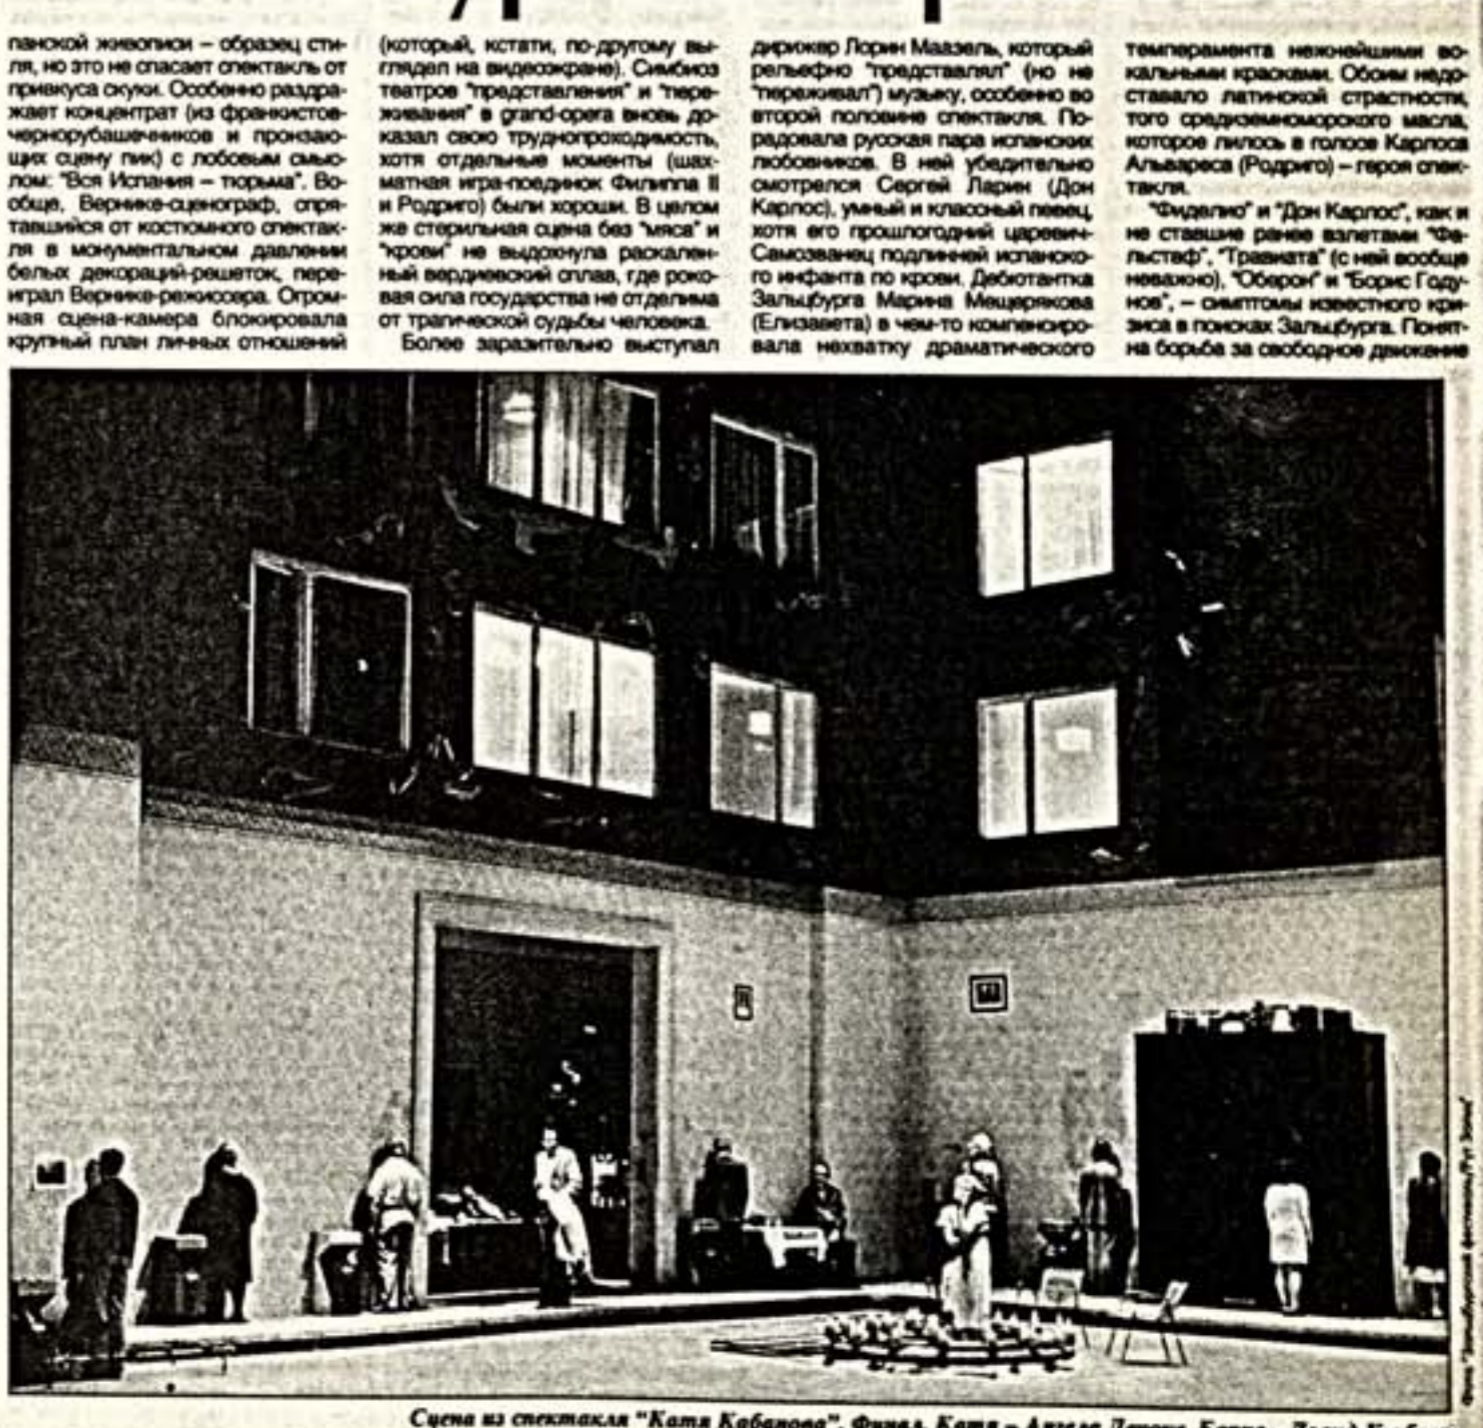 панской живописи – образец сти-
ля, но это не спасает спектакль от
привкуса скуки. Особенно раздра-
жает концентрат (из франкистов-
чернорубашечников и пронзаю-
щих сцену пик) с лобовым смыс-
лом: "Вся Испания – тюрьма". Во-
обще, Вернике-сценограф, спря-
тавшийся от костюмного спектак-
ля в монументальном давлении
белых декораций-решеток, пере-
играл Вернике-режиссера. Огром-
ная сцена-камера блокировала
крупный план личных отношений
(который, кстати, по-другому вы-
глядел на видеоэкране). Симбиоз
театров "представления" и "пере-
живания" в grand-opera вновь до-
казал свою труднопроходимость,
хотя отдельные моменты (шах-
матная игра-поединок Филиппа II
и Родриго) были хороши. В целом
же стерильная сцена без "мяса" и
"крови" не выдохнула раскален-
ный вердиевский сплав, где роко-
вая сила государства не отделима
от трагической судьбы человека.
Более заразительно выступал
дирижер Лорин Маазель, который
рельефно "представлял" (но не
"переживал") музыку, особенно во
второй половине спектакля. По-
радовала русская пара испанских
любовников. В ней убедительно
смотрелся Сергей Ларин (Дон
Карлос), умный и классный певец,
хотя его прошлогодний царевич-
Самозванец подлинней испанско-
го инфанта по крови. Дебютантка
Зальцбурга Марина Мещерякова
(Елизавета) в чем-то компенсиро-
вала нехватку драматического
темперамента нежнейшими во-
кальными красками. Обоим недо-
ставало латинской страстности,
того средиземноморского масла,
которое лилось в голосе Карлоса
Альвареса (Родриго) – героя спек-
такля.
"Фиделио" и "Дон Карлос", как и
не ставшие ранее взлетами "Фа-
льстаф", "Травиата" (с ней вообще
неважно), "Оберон" и "Борис Году-
нов", – симптомы известного кри-
зиса в поисках Зальцбурга. Понят-
на борьба за свободное движение
Сцена из спектакля "Катя Кабанова". Финал. Катя – Ангела